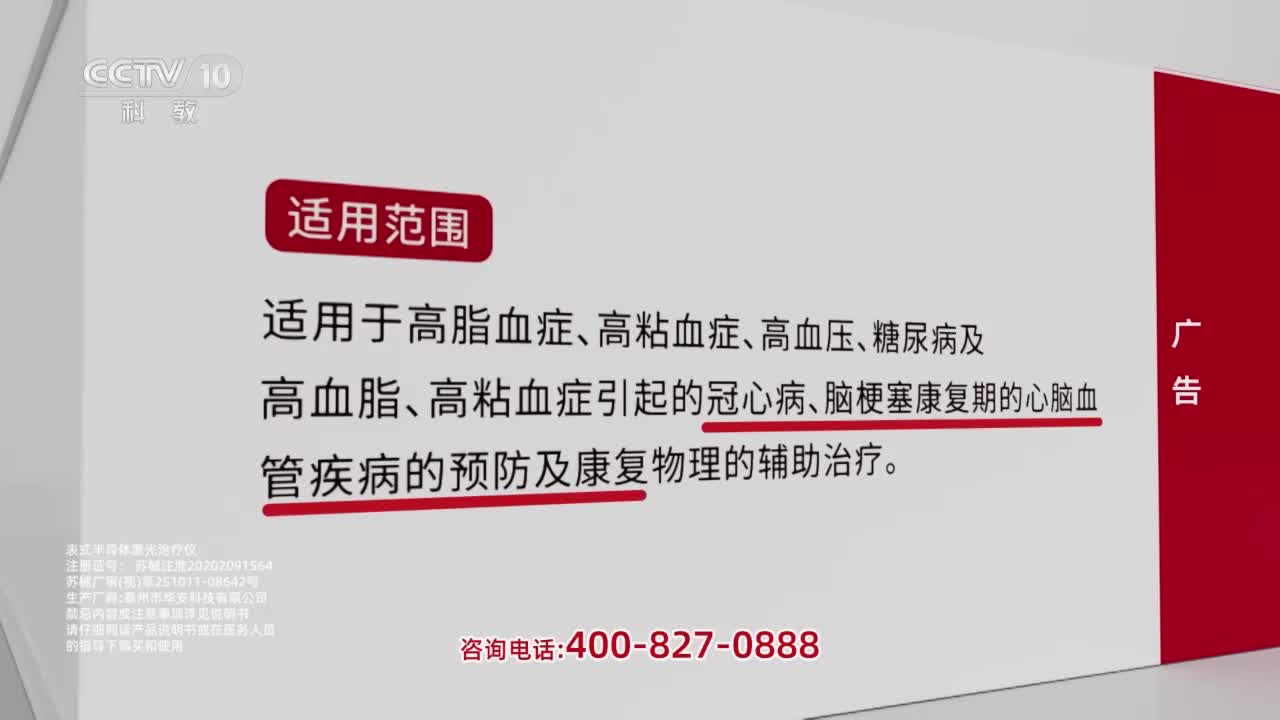 CCTV 10
科 教
适用范围
适用于高脂血症、高粘血症、高血压、糖尿病及
高血脂、高粘血症引起的冠心病、脑梗塞康复期的心脑血
管疾病的预防及康复物理的辅助治疗。
广告
表式半导体激光治疗仪
注册证号： 苏械注准20202091564
苏械广审(视)第251011-08642号
生产厂商:泰州市华安科技有限公司
禁忌内容或注意事项详见说明书
请仔细阅读产品说明书或在医务人员
的指导下购买和使用
咨询电话:400-827-0888